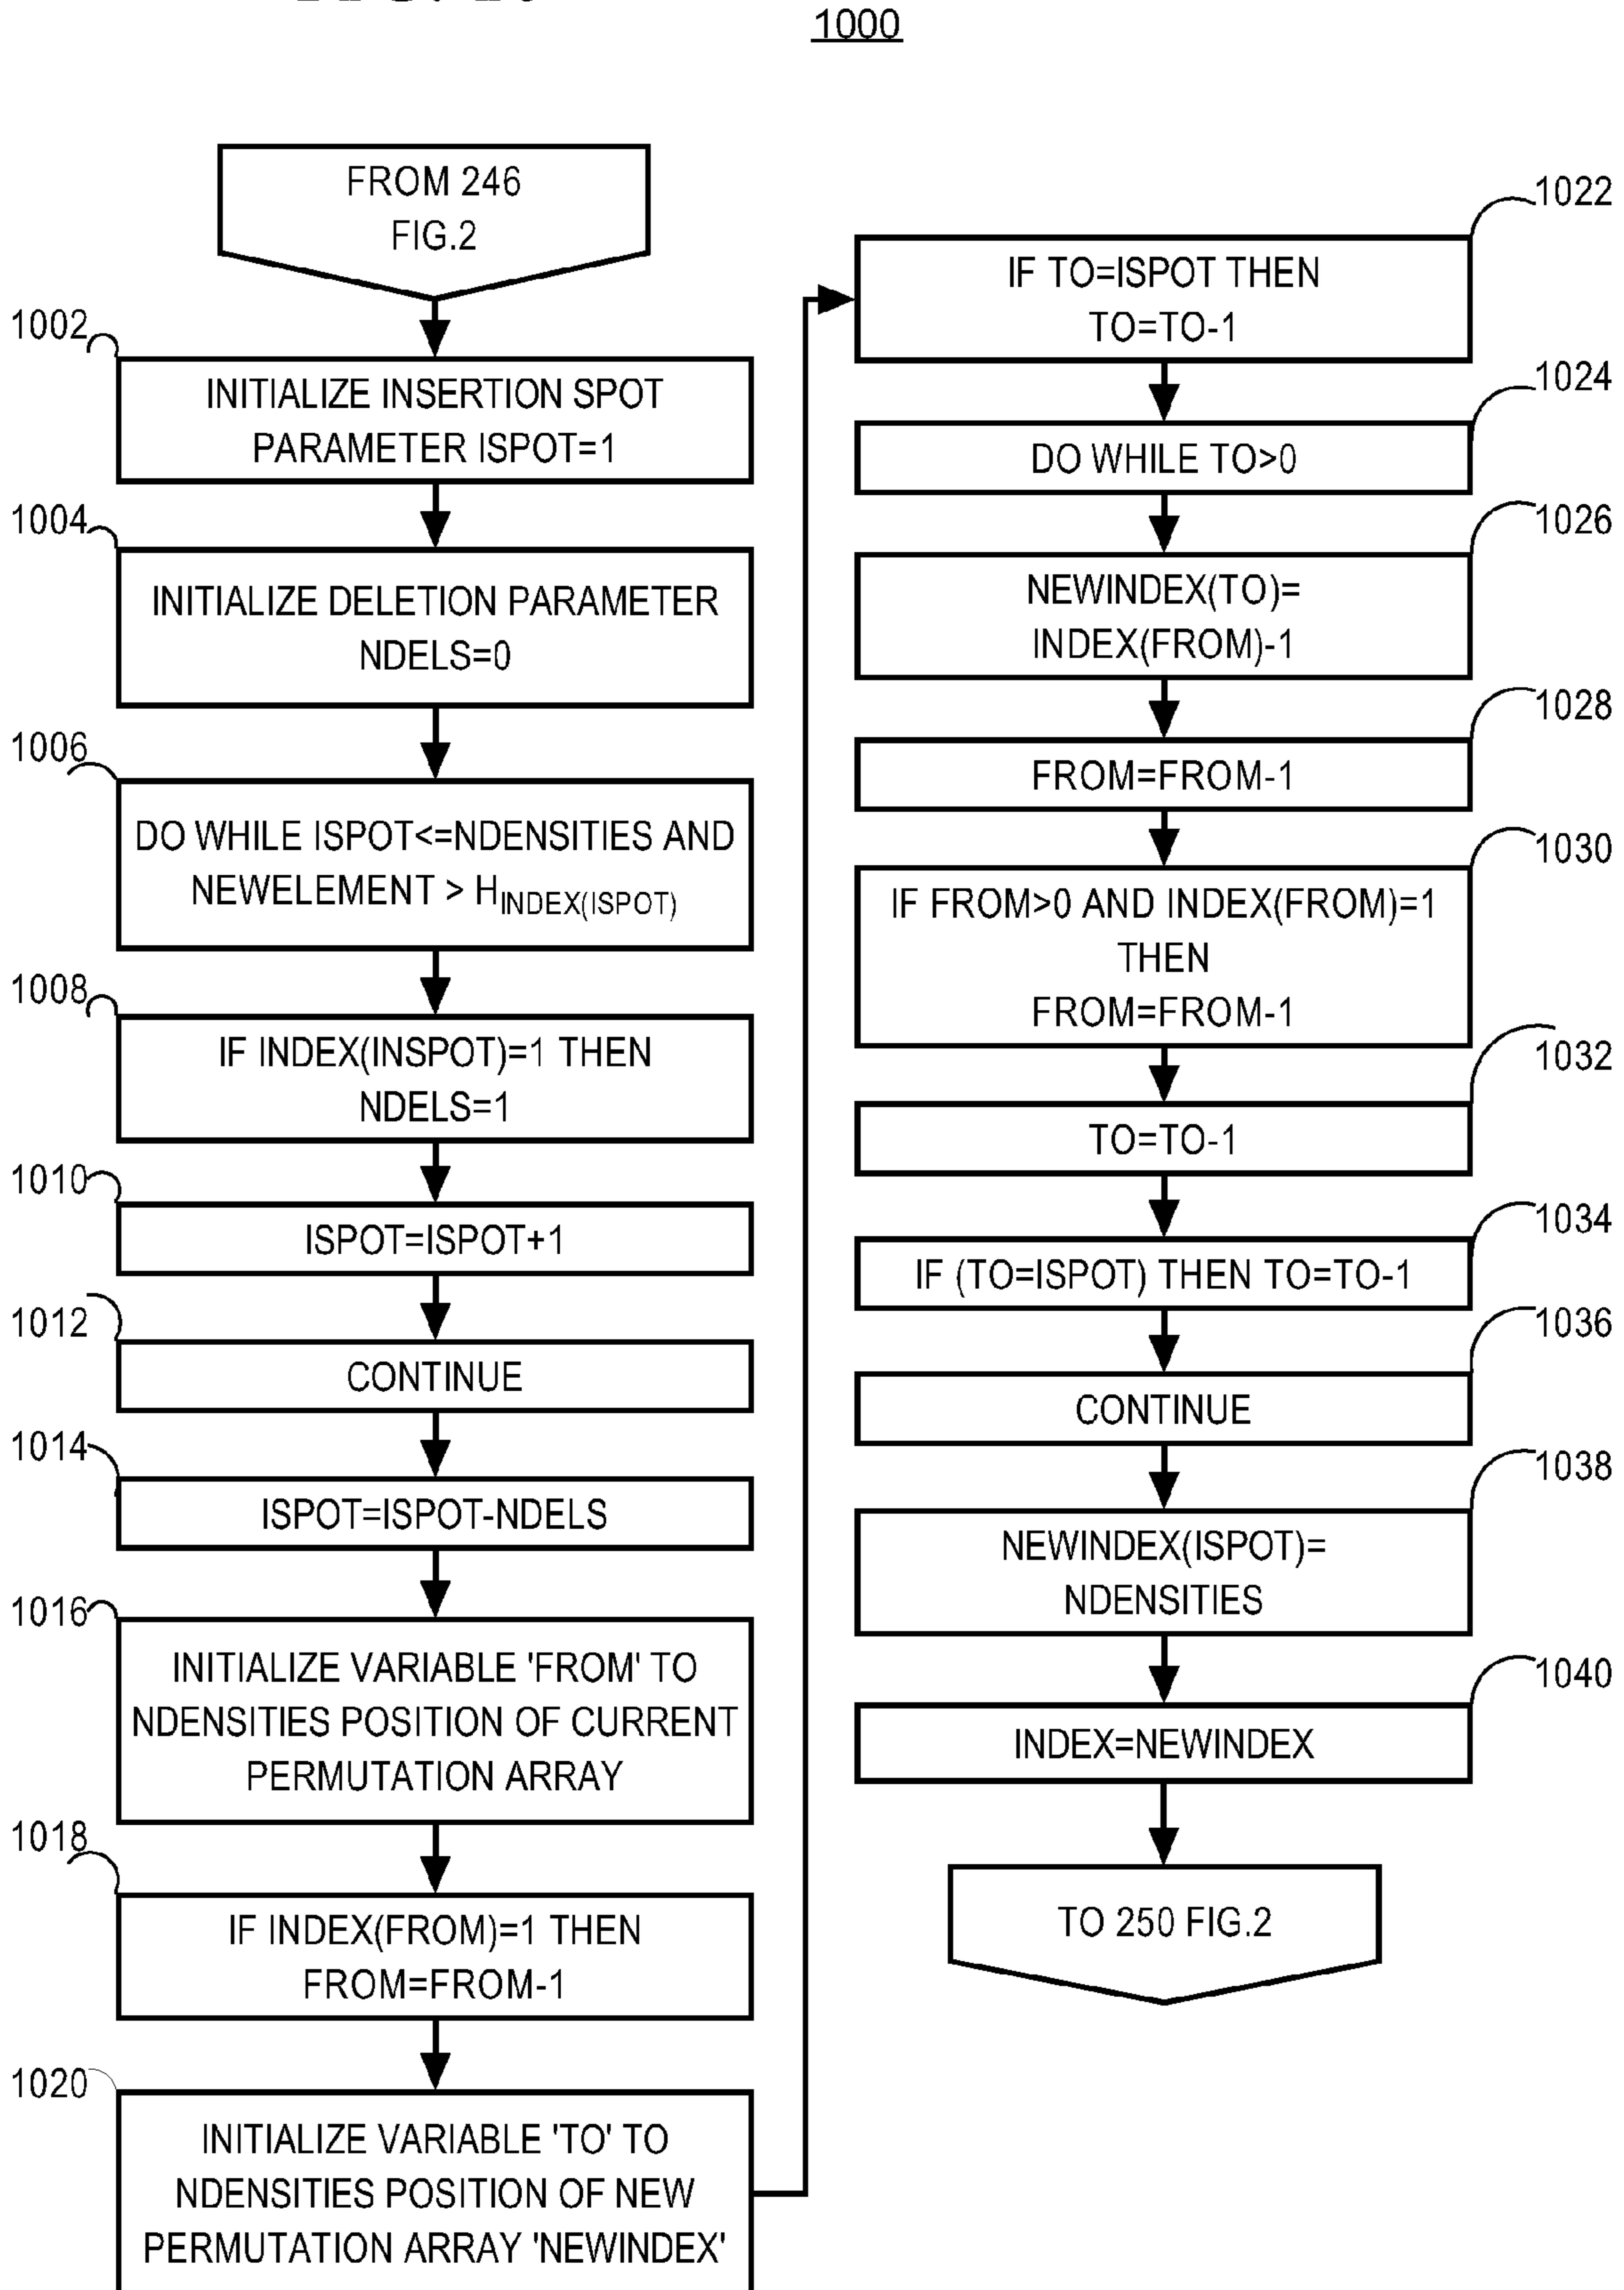 1000
FROM 246
FIG.2
1002
INITIALIZE INSERTION SPOT
PARAMETER ISPOT=1
1004
INITIALIZE DELETION PARAMETER
NDELS=0
1006
DO WHILE ISPOT<=NDENSITIES AND
NEWELEMENT > HINDEX(ISPOT)
1008
IF INDEX(INSPOT)=1 THEN
NDELS=1
1010
ISPOT=ISPOT+1
1012
CONTINUE
1014
ISPOT=ISPOT-NDELS
1016
INITIALIZE VARIABLE 'FROM' TO
NDENSITIES POSITION OF CURRENT
PERMUTATION ARRAY
1018
IF INDEX(FROM)=1 THEN
FROM=FROM-1
1020
INITIALIZE VARIABLE 'TO' TO
NDENSITIES POSITION OF NEW
PERMUTATION ARRAY 'NEWINDEX'
1022
IF TO=ISPOT THEN
TO=TO-1
1024
DO WHILE TO>0
1026
NEWINDEX(TO)=
INDEX(FROM)-1
1028
FROM=FROM-1
1030
IF FROM>0 AND INDEX(FROM)=1
THEN
FROM=FROM-1
1032
TO=TO-1
1034
IF (TO=ISPOT) THEN TO=TO-1
1036
CONTINUE
1038
NEWINDEX(ISPOT)=
NDENSITIES
1040
INDEX=NEWINDEX
TO 250 FIG.2